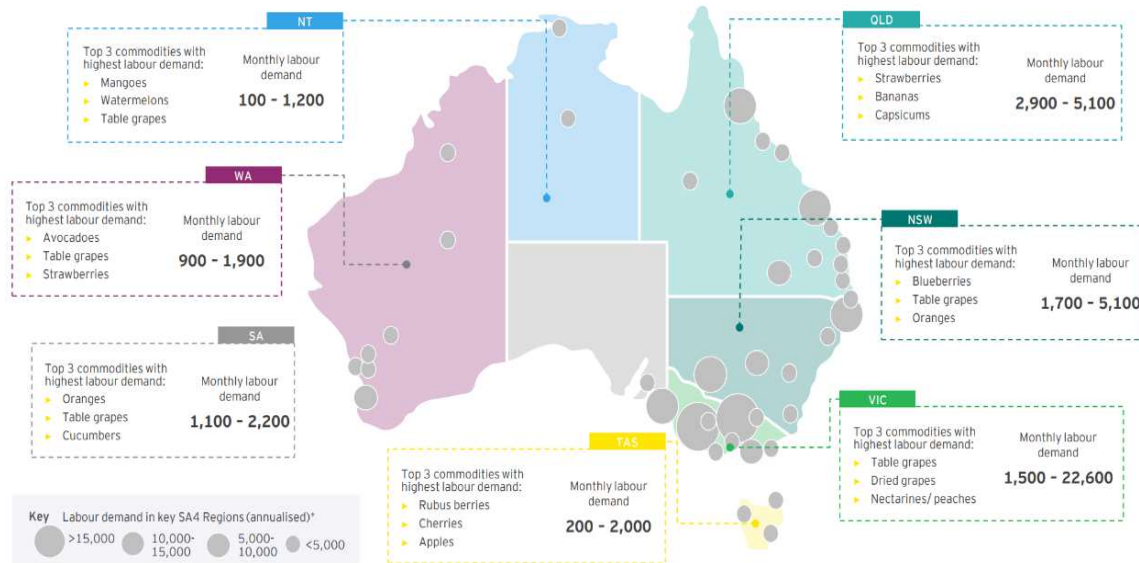 NT
Top 3 commodities with
highest labour demand:
Mangoes
Watermelons
Table grapes
Monthly labour
demand
100 - 1,200
QLD
Top 3 commodities with
highest labour demand:
Strawberries
Bananas
Capsicums
Monthly labour
demand
2,900 - 5,100
WA
Top 3 commodities with
highest labour demand:
Avocadoes
Table grapes
Strawberries
Monthly labour
demand
900 - 1,900
NSW
Top 3 commodities with
highest labour demand:
Blueberries
Table grapes
Oranges
Monthly labour
demand
1,700 - 5,100
SA
Top 3 commodities with
highest labour demand:
Oranges
Table grapes
Cucumbers
Monthly labour
demand
1,100 - 2,200
VIC
Top 3 commodities with
highest labour demand:
Table grapes
Dried grapes
Nectarines/ peaches
Monthly labour
demand
1,500 - 22,600
TAS
Top 3 commodities with
highest labour demand:
Rubus berries
Cherries
Apples
Monthly labour
demand
200 - 2,000
Key Labour demand in key SA4 Regions (annualised)+
>15,000
10,000-
15,000
5,000-
10,000
<5,000